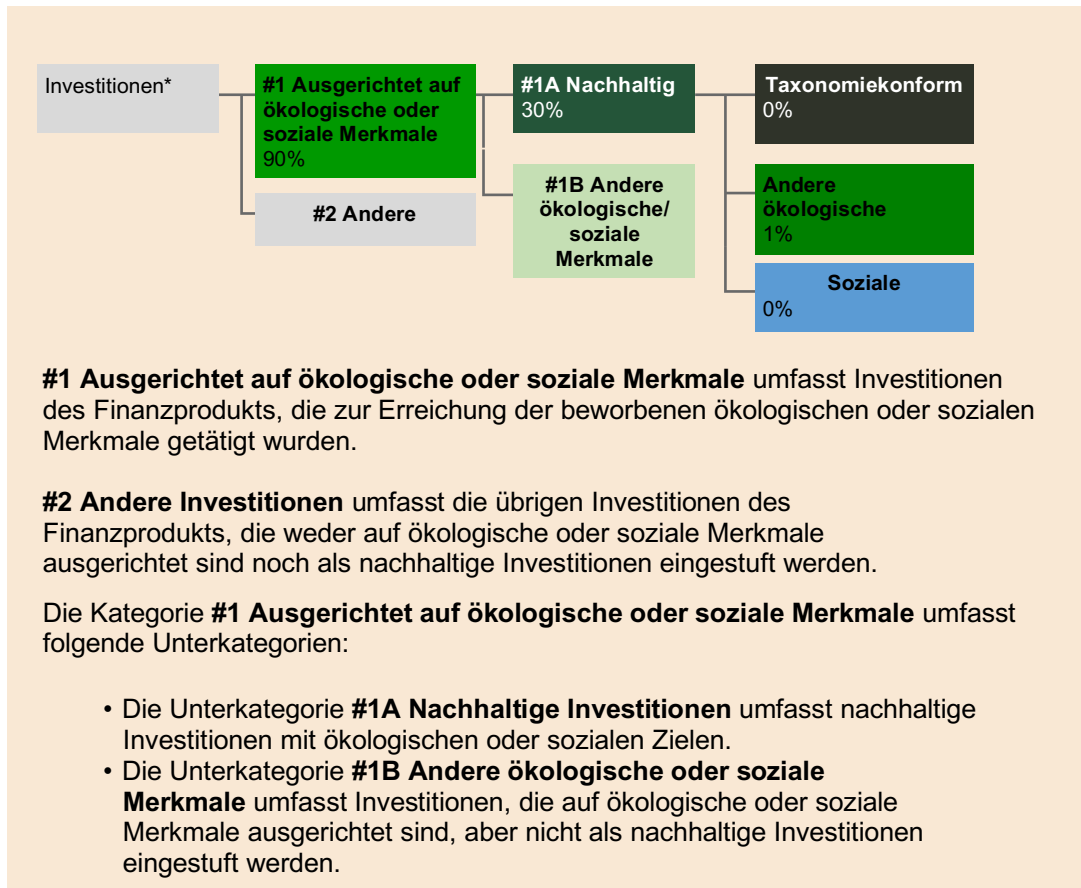 Investitionen*
#1 Ausgerichtet auf
ökologische oder
soziale Merkmale
90%
#2 Andere
#1A Nachhaltig
30%
#1B Andere
ökologische/
soziale
Merkmale
Taxonomiekonform
0%
Andere
ökologische
1%
Soziale
0%
#1 Ausgerichtet auf ökologische oder soziale Merkmale umfasst Investitionen
des Finanzprodukts, die zur Erreichung der beworbenen ökologischen oder sozialen
Merkmale getätigt wurden.
#2 Andere Investitionen umfasst die übrigen Investitionen des
Finanzprodukts, die weder auf ökologische oder soziale Merkmale
ausgerichtet sind noch als nachhaltige Investitionen eingestuft werden.
Die Kategorie #1 Ausgerichtet auf ökologische oder soziale Merkmale umfasst
folgende Unterkategorien:
• Die Unterkategorie #1A Nachhaltige Investitionen umfasst nachhaltige
Investitionen mit ökologischen oder sozialen Zielen.
• Die Unterkategorie #1B Andere ökologische oder soziale
Merkmale umfasst Investitionen, die auf ökologische oder soziale
Merkmale ausgerichtet sind, aber nicht als nachhaltige Investitionen
eingestuft werden.